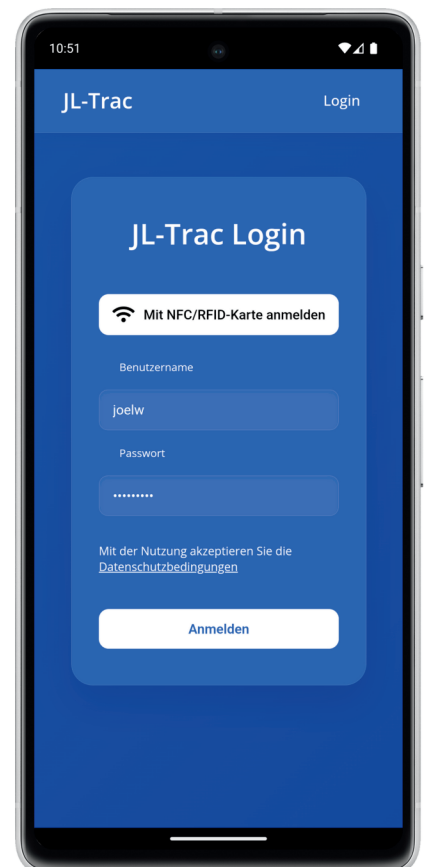 10:51
JL-Trac
Login
JL-Trac Login
Mit NFC/RFID-Karte anmelden
Benutzername
joelw
Passwort
•••••••••
Mit der Nutzung akzeptieren Sie die
Datenschutzbedingungen
Anmelden